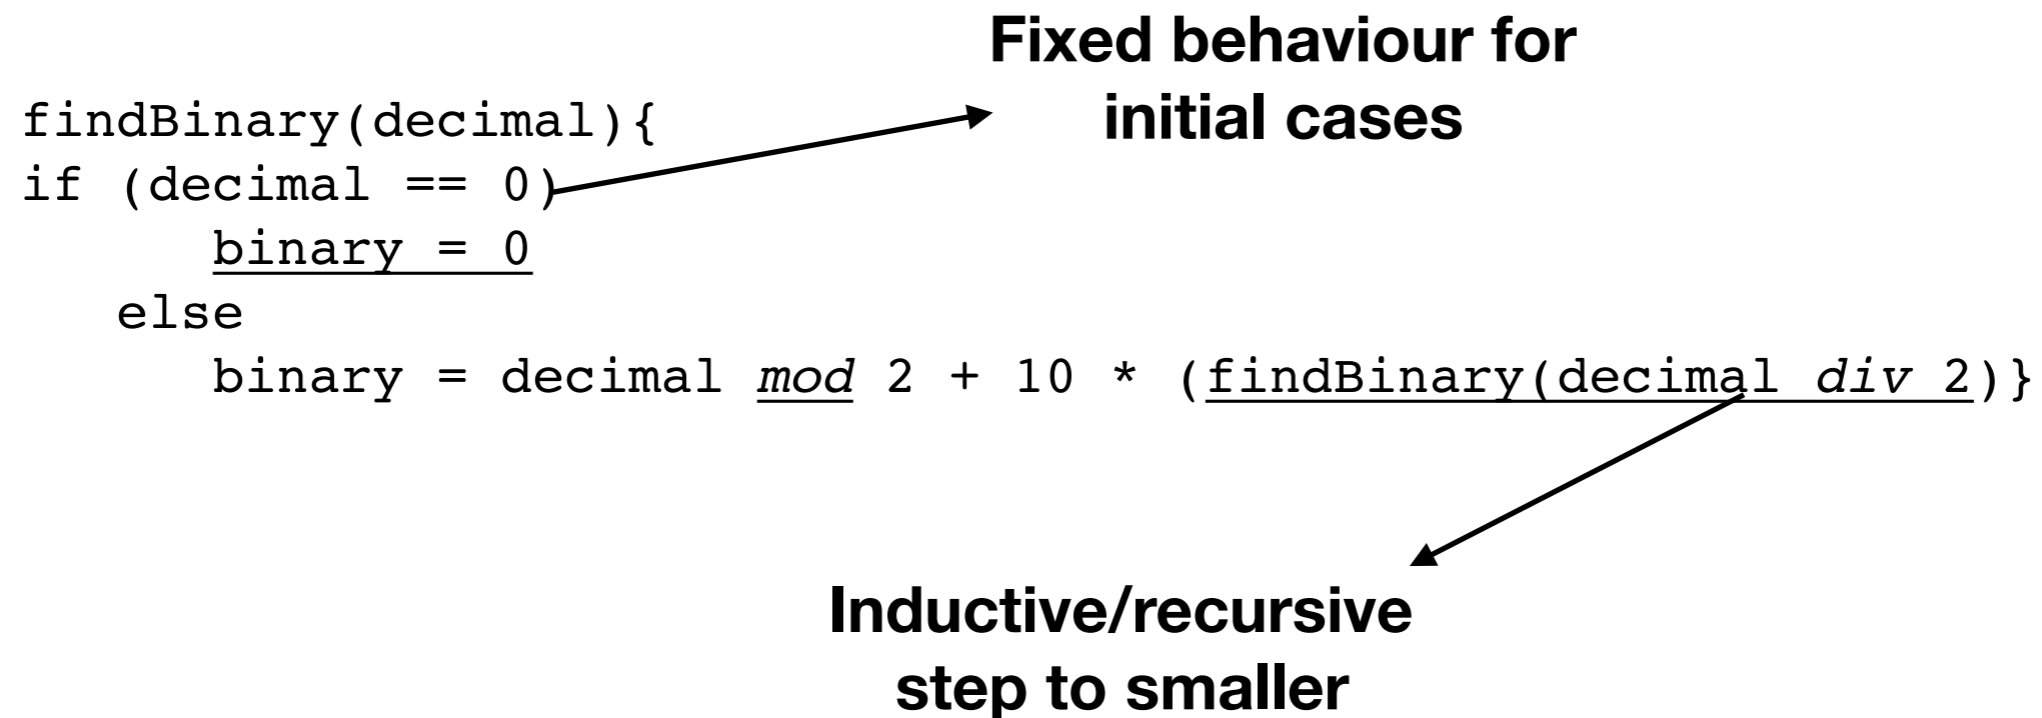 Fixed behaviour for
initial cases
findBinary(decimal){
if (decimal == 0)
binary = 0
else
binary = decimal mod 2 + 10 * (findBinary(decimal div 2)}
Inductive/recursive
step to smaller